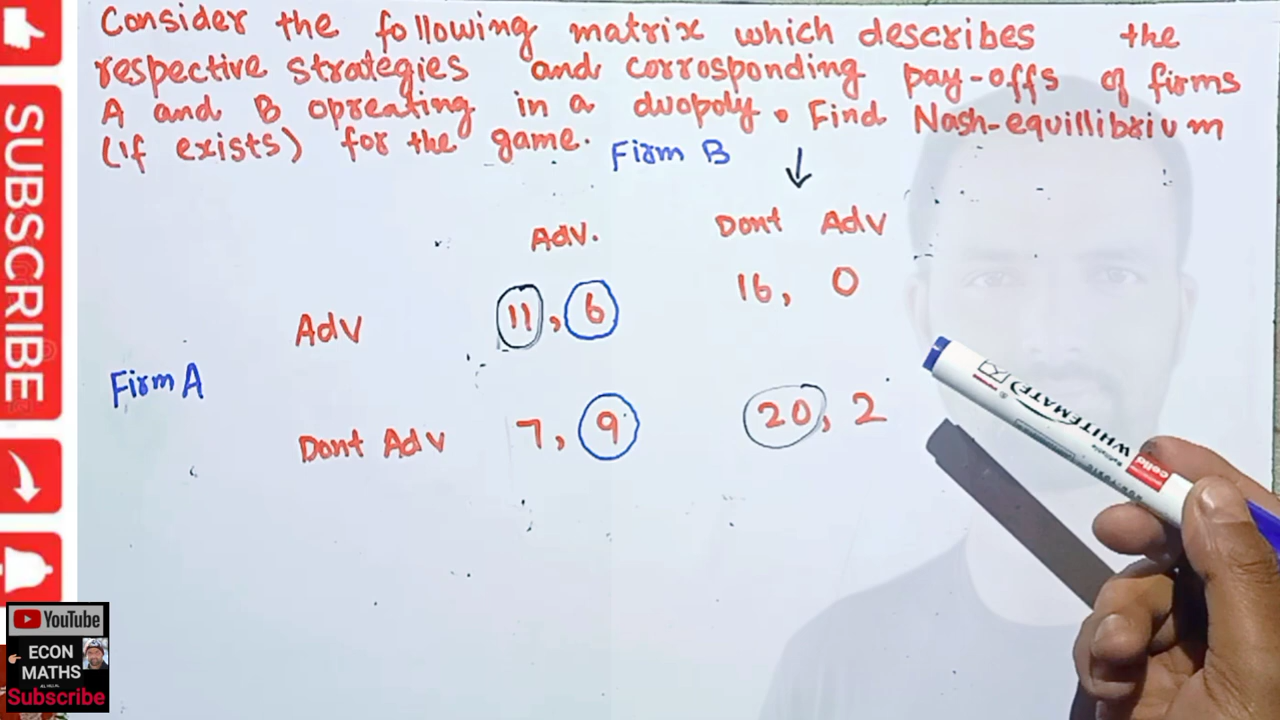 Consider the following matrix which describes the
respective strategies and corrosponding pay-offs of firms
A and B opreating in a duopoly. Find Nash-equillibrium
(if exists) for the game.
Firm B
Adv. Dont Adv
Adv 11, 6 16, 0
Firm A
Dont Adv 7, 9 20, 2
SUBSCRIBE
WHITEMATE
cello
YouTube
ECON
MATHS
Subscribe